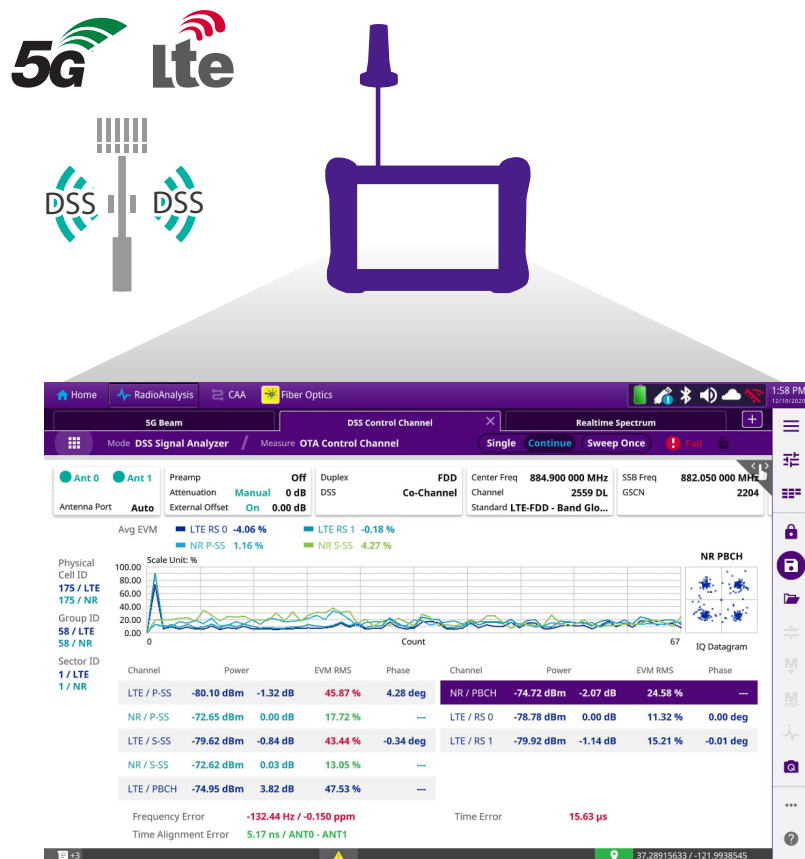 5G
lte
DSS DSS
Home RadioAnalysis CAA Fiber Optics 1:58 PM
12/10/2020
5G Beam DSS Control Channel Realtime Spectrum
Mode DSS Signal Analyzer / Measure OTA Control Channel Single Continue Sweep Once Fail
Ant 0 Ant 1 Preamp Off Duplex FDD Center Freq 884.900 000 MHz SSB Freq 882.050 000 MHz
Attenuation Manual 0 dB DSS Co-Channel Channel 2559 DL GSCN 2204
Antenna Port Auto External Offset On 0.00 dB Standard LTE-FDD - Band Glo...
Avg EVM LTE RS 0 -4.06 % LTE RS 1 -0.18 %
NR P-SS 1.16 % NR S-SS 4.27 %
Physical
Cell ID
175 / LTE
175 / NR
Group ID
58 / LTE
58 / NR
Sector ID
1 / LTE
1 / NR
Scale Unit: %
100.00
80.00
60.00
40.00
20.00
0.00
0 Count 67
NR PBCH
IQ Datagram
Channel Power EVM RMS Phase Channel Power EVM RMS Phase
LTE / P-SS -80.10 dBm -1.32 dB 45.87 % 4.28 deg NR / PBCH -74.72 dBm -2.07 dB 24.58 % ---
NR / P-SS -72.65 dBm 0.00 dB 17.72 % --- LTE / RS 0 -78.78 dBm 0.00 dB 11.32 % 0.00 deg
LTE / S-SS -79.62 dBm -0.84 dB 43.44 % -0.34 deg LTE / RS 1 -79.92 dBm -1.14 dB 15.21 % -0.01 deg
NR / S-SS -72.62 dBm 0.03 dB 13.05 % ---
LTE / PBCH -74.95 dBm 3.82 dB 47.53 % ---
Frequency Error -132.44 Hz / -0.150 ppm Time Error 15.63 µs
Time Alignment Error 5.17 ns / ANT0 - ANT1
+3 37.28915633 / -121.9938545